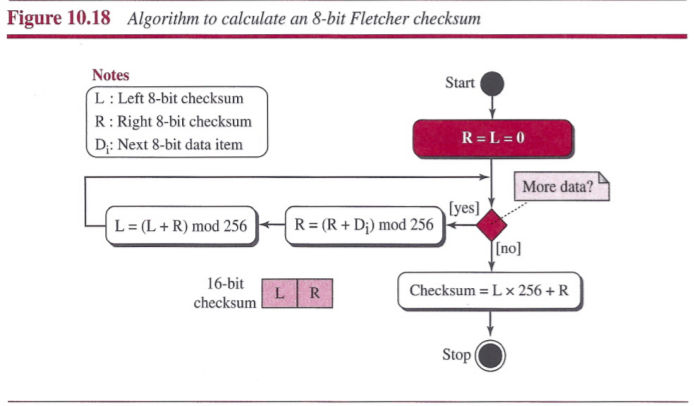 Figure 10.18 Algorithm to calculate an 8-bit Fletcher checksum
Notes
L : Left 8-bit checksum
R : Right 8-bit checksum
Di: Next 8-bit data item
Start
R = L = 0
More data?
[yes]
L = (L + R) mod 256
R = (R + Di) mod 256
[no]
16-bit
checksum
L R
Checksum = L × 256 + R
Stop